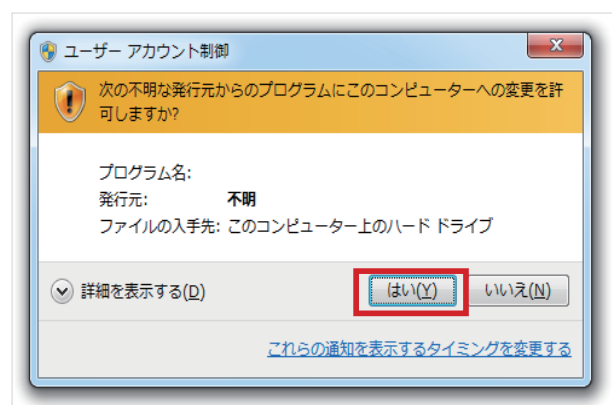 ユーザー アカウント制御
次の不明な発行元からのプログラムにこのコンピューターへの変更を許
可しますか?
プログラム名:
発行元: 不明
ファイルの入手先: このコンピューター上のハード ドライブ
詳細を表示する(D) はい(Y) いいえ(N)
これらの通知を表示するタイミングを変更する